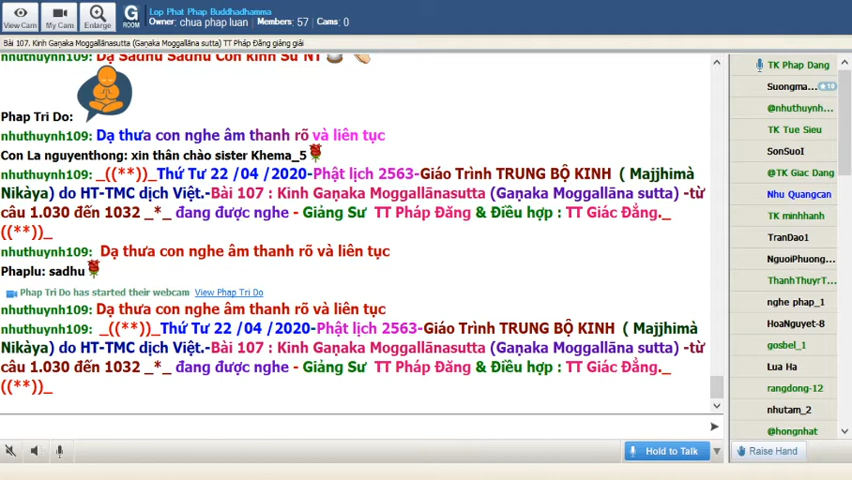 Lop Phat Phap Buddhadhamma
G ROOM Owner: chua phap luan Members: 57 Cams: 0
View Cam My Cam Enlarge
Bài 107. Kinh Gaṇaka Moggallānasutta (Gaṇaka Moggallāna sutta) TT Pháp Đăng giảng giải
Dạ Sadhu Sadhu Con kính Sư NT
Phap Tri Do:
nhuthuynh109: Dạ thưa con nghe âm thanh rõ và liên tục
Con La nguyenthong: xin thân chào sister Khema_5
nhuthuynh109: _((**))_Thứ Tư 22 /04 /2020-Phật lịch 2563-Giáo Trình TRUNG BỘ KINH ( Majjhimà
Nikàya) do HT-TMC dịch Việt.-Bài 107 : Kinh Gaṇaka Moggallānasutta (Gaṇaka Moggallāna sutta) -từ
câu 1.030 đến 1032 _*_ đang được nghe - Giảng Sư TT Pháp Đăng & Điều hợp : TT Giác Đẳng._
((**))_
nhuthuynh109: Dạ thưa con nghe âm thanh rõ và liên tục
Phaplu: sadhu
Phap Tri Do has started their webcam View Phap Tri Do
nhuthuynh109: Dạ thưa con nghe âm thanh rõ và liên tục
nhuthuynh109: _((**))_Thứ Tư 22 /04 /2020-Phật lịch 2563-Giáo Trình TRUNG BỘ KINH ( Majjhimà
Nikàya) do HT-TMC dịch Việt.-Bài 107 : Kinh Gaṇaka Moggallānasutta (Gaṇaka Moggallāna sutta) -từ
câu 1.030 đến 1032 _*_ đang được nghe - Giảng Sư TT Pháp Đăng & Điều hợp : TT Giác Đẳng._
((**))_
Hold to Talk
Raise Hand
TK Phap Dang
Suongma... +10
@nhuthuynh...
TK Tue Sieu
SonSuoI
@TK Giac Dang
Nhu Quangcan
TK minhhanh
TranDao1
NguoiPhuong...
ThanhThuyrT...
nghe phap_1
HoaNguyet-8
gosbel_1
Lua Ha
rangdong-12
nhutam_2
@hongnhat